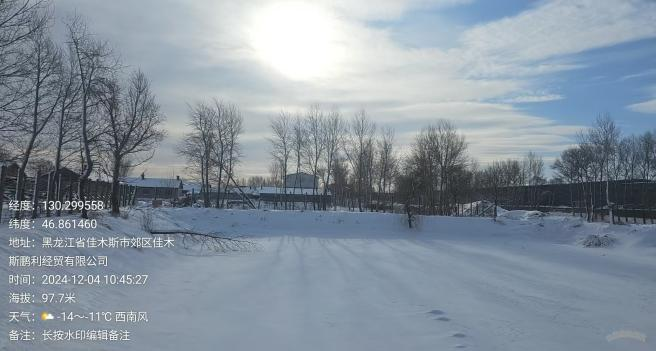 经度：130.299558
纬度：46.861460
地址：黑龙江省佳木斯市郊区佳木
斯鹏利经贸有限公司
时间：2024-12-04 10:45:27
海拔：97.7米
天气：-14～-11℃ 西南风
备注：长按水印编辑备注